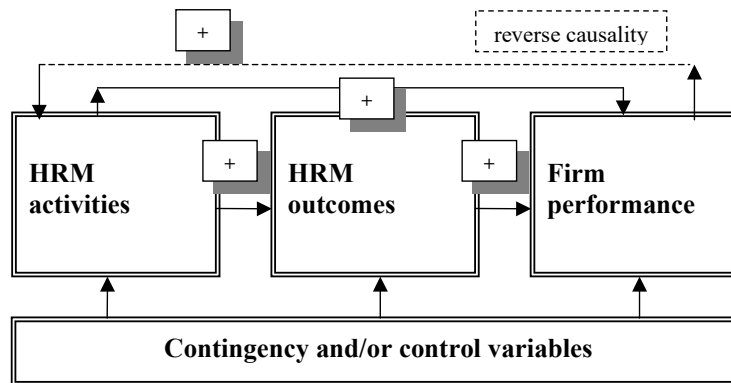 +
reverse causality
+
+
+
HRM
activities
HRM
outcomes
Firm
performance
Contingency and/or control variables